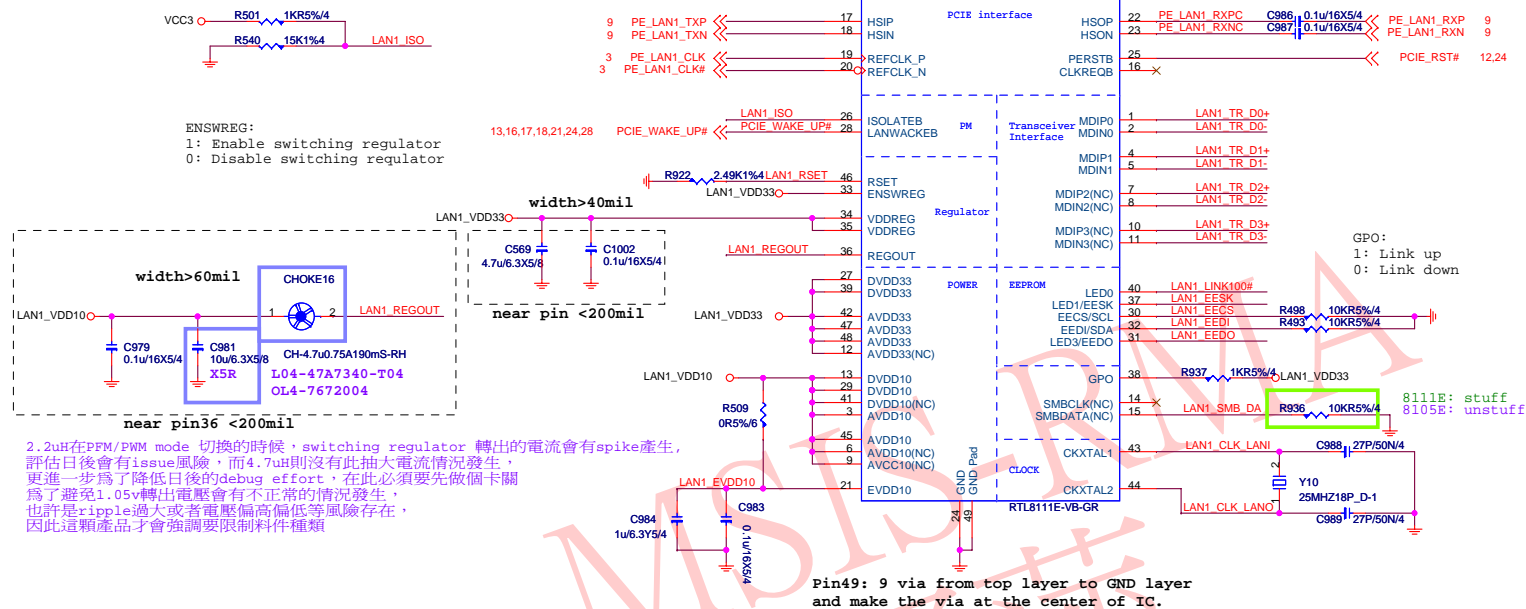 VCC3
R501 1KR5%/4
R540 15K1%4
LAN1_ISO
ENSWREG:
1: Enable switching regulator
0: Disable switching requlator
9 PE_LAN1_TXP
9 PE_LAN1_TXN
3 PE_LAN1_CLK
3 PE_LAN1_CLK#
17 HSIP
18 HSIN
19 REFCLK_P
20 REFCLK_N
PCIE interface
HSOP 22 PE_LAN1_RXPC
HSON 23 PE_LAN1_RXNC
C986 0.1u/16X5/4
C987 0.1u/16X5/4
PE_LAN1_RXP 9
PE_LAN1_RXN 9
PERSTB 25
PCIE_RST# 12,24
CLKREQB 16
LAN1_ISO 26 ISOLATEB
13,16,17,18,21,24,28 PCIE_WAKE_UP# PCIE_WAKE_UP# 28 LANWACKEB
PM
Transceiver
Interface
MDIP0 1 LAN1_TR_D0+
MDIN0 2 LAN1_TR_D0-
MDIP1 4 LAN1_TR_D1+
MDIN1 5 LAN1_TR_D1-
MDIP2(NC) 7 LAN1_TR_D2+
MDIN2(NC) 8 LAN1_TR_D2-
MDIP3(NC) 10 LAN1_TR_D3+
MDIN3(NC) 11 LAN1_TR_D3-
R922 2.49K1%4 LAN1_RSET 46 RSET
LAN1_VDD33 33 ENSWREG
width>40mil
LAN1_VDD33
34 VDDREG
35 VDDREG
Regulator
C569
4.7u/6.3X5/8
C1002
0.1u/16X5/4
near pin <200mil
LAN1_REGOUT 36 REGOUT
GPO:
1: Link up
0: Link down
width>60mil
CHOKE16
1 2
LAN1_VDD10
LAN1_REGOUT
C979
0.1u/16X5/4
C981
10u/6.3X5/8
X5R
CH-4.7u0.75A190mS-RH
L04-47A7340-T04
OL4-7672004
near pin36 <200mil
27 DVDD33
39 DVDD33
LAN1_VDD33
42 AVDD33
47 AVDD33
48 AVDD33
12 AVDD33(NC)
POWER
EEPROM
LED0 40 LAN1_LINK100#
LED1/EESK 37 LAN1_EESK
EECS/SCL 30 LAN1_EECS
EEDI/SDA 32 LAN1_EEDI
LED3/EEDO 31 LAN1_EEDO
R498 10KR5%/4
R493 10KR5%/4
LAN1_VDD10
13 DVDD10
29 DVDD10
41 DVDD10(NC)
3 AVDD10
45 AVDD10
6 AVDD10(NC)
9 AVCC10(NC)
21 EVDD10
R509
0R5%/6
LAN1_EVDD10
C984
1u/6.3Y5/4
C983
0.1u/16X5/4
GPO 38
R937 1KR5%/4
LAN1_VDD33
SMBCLK(NC) 14
SMBDATA(NC) 15 LAN1_SMB_DA
R936 10KR5%/4
8111E: stuff
8105E: unstuff
CKXTAL1 43 LAN1_CLK_LANI
CLOCK
CKXTAL2 44
LAN1_CLK_LANO
C988 27P/50N/4
2
Y10
1
25MHZ18P_D-1
C989 27P/50N/4
GND
GND Pad
24
49
RTL8111E-VB-GR
2.2uH在PFM/PWM mode 切換的時候，switching regulator 轉出的電流會有spike產生,
評估日後會有issue風險，而4.7uH則沒有此抽大電流情況發生，
更進一步為了降低日後的debug effort，在此必須要先做個卡關
為了避免1.05v轉出電壓會有不正常的情況發生，
也許是ripple過大或者電壓偏高偏低等風險存在，
因此這顆產品才會強調要限制料件種類
Pin49: 9 via from top layer to GND layer
and make the via at the center of IC.
MSIS-RMA